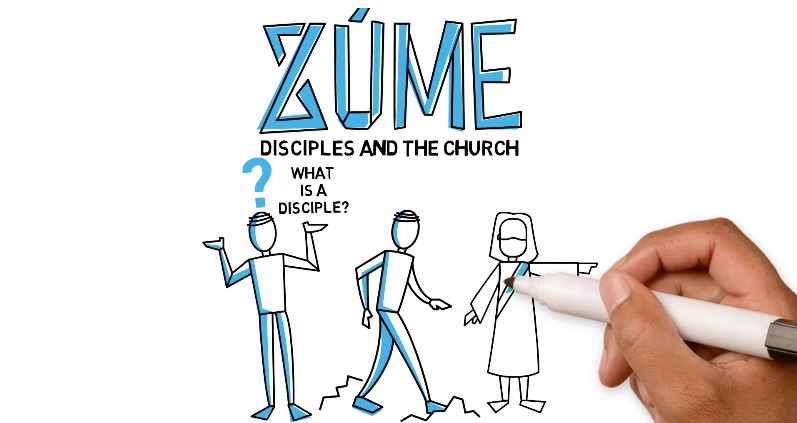 ZÚME
DISCIPLES AND THE CHURCH
?
WHAT
IS A
DISCIPLE?